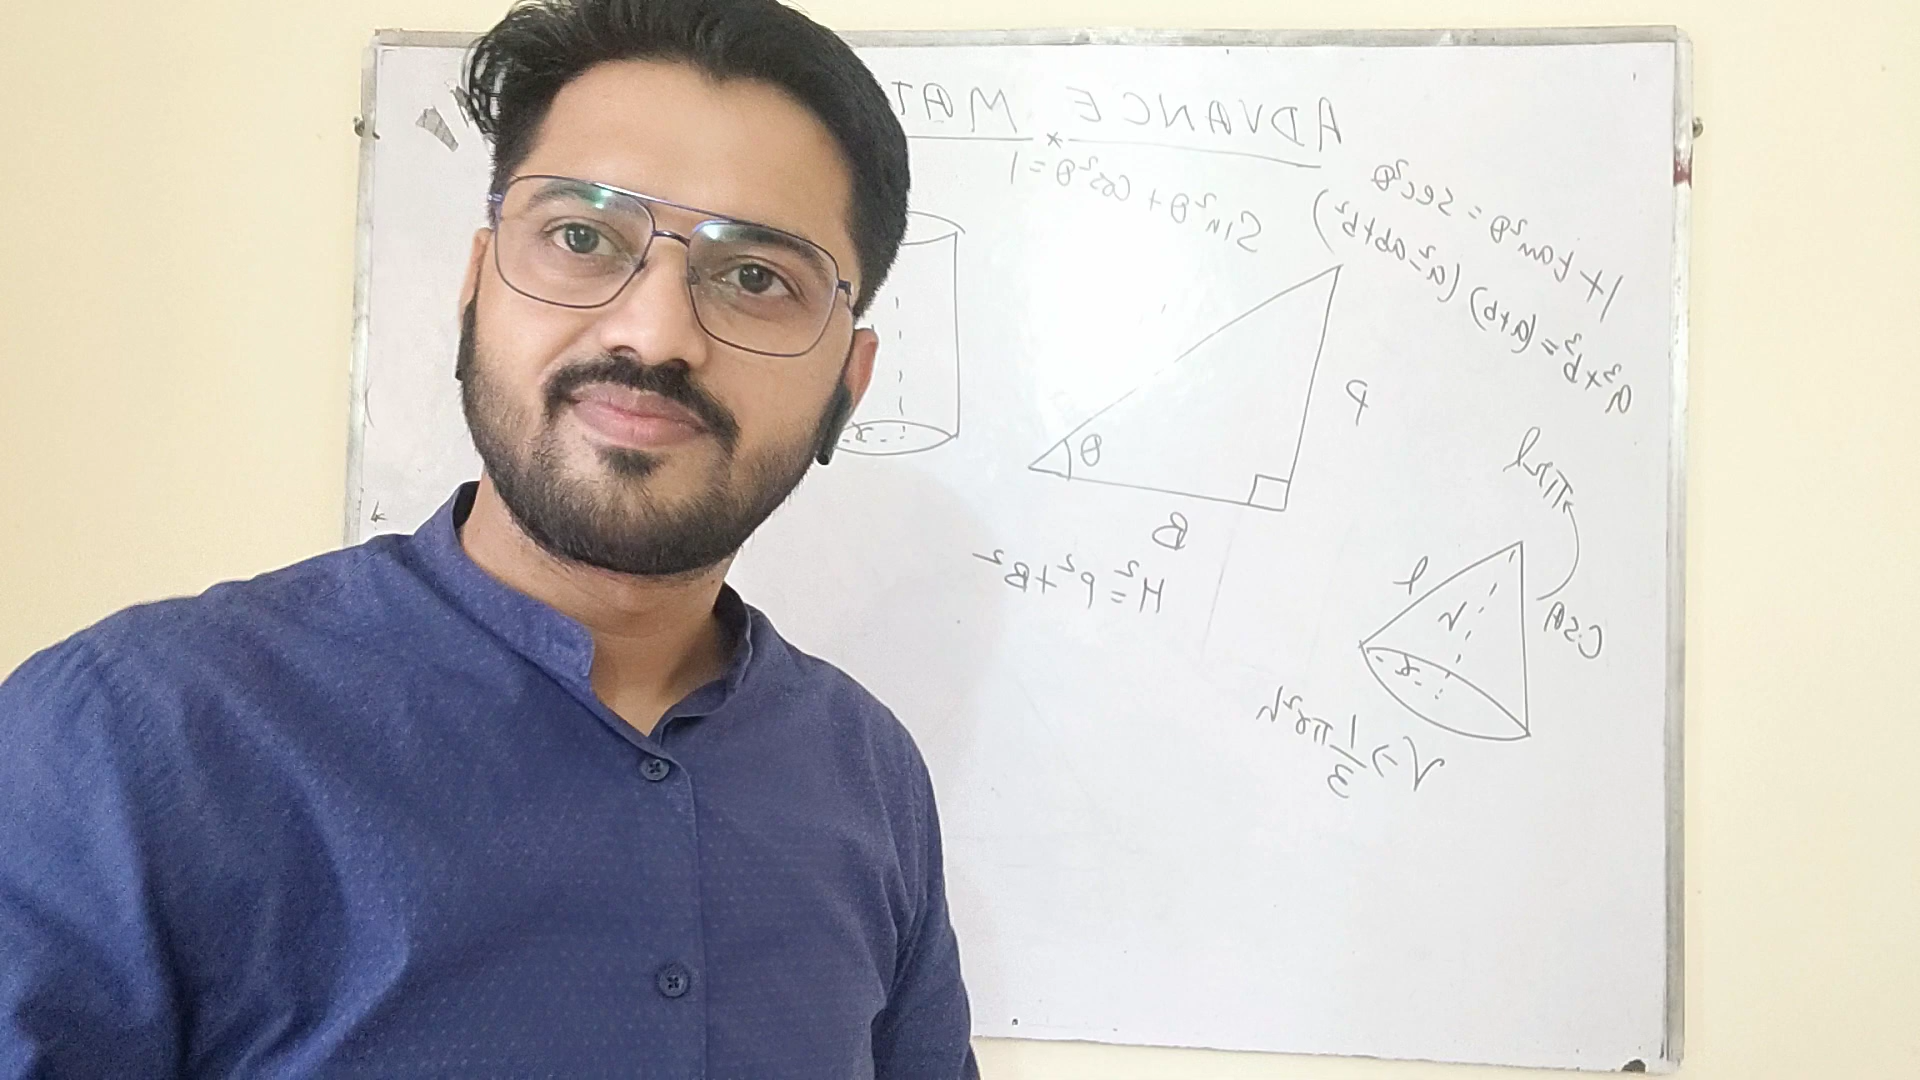 ADVANCE MAT
1 + tan²θ = sec²θ
Sin²θ + Cos²θ = 1
a³ + b³ = (a+b) (a² - ab + b²)
P
θ
B
H² = P² + B²
πrl
l
h
r
CSA
V => 1/3 πr²h
r